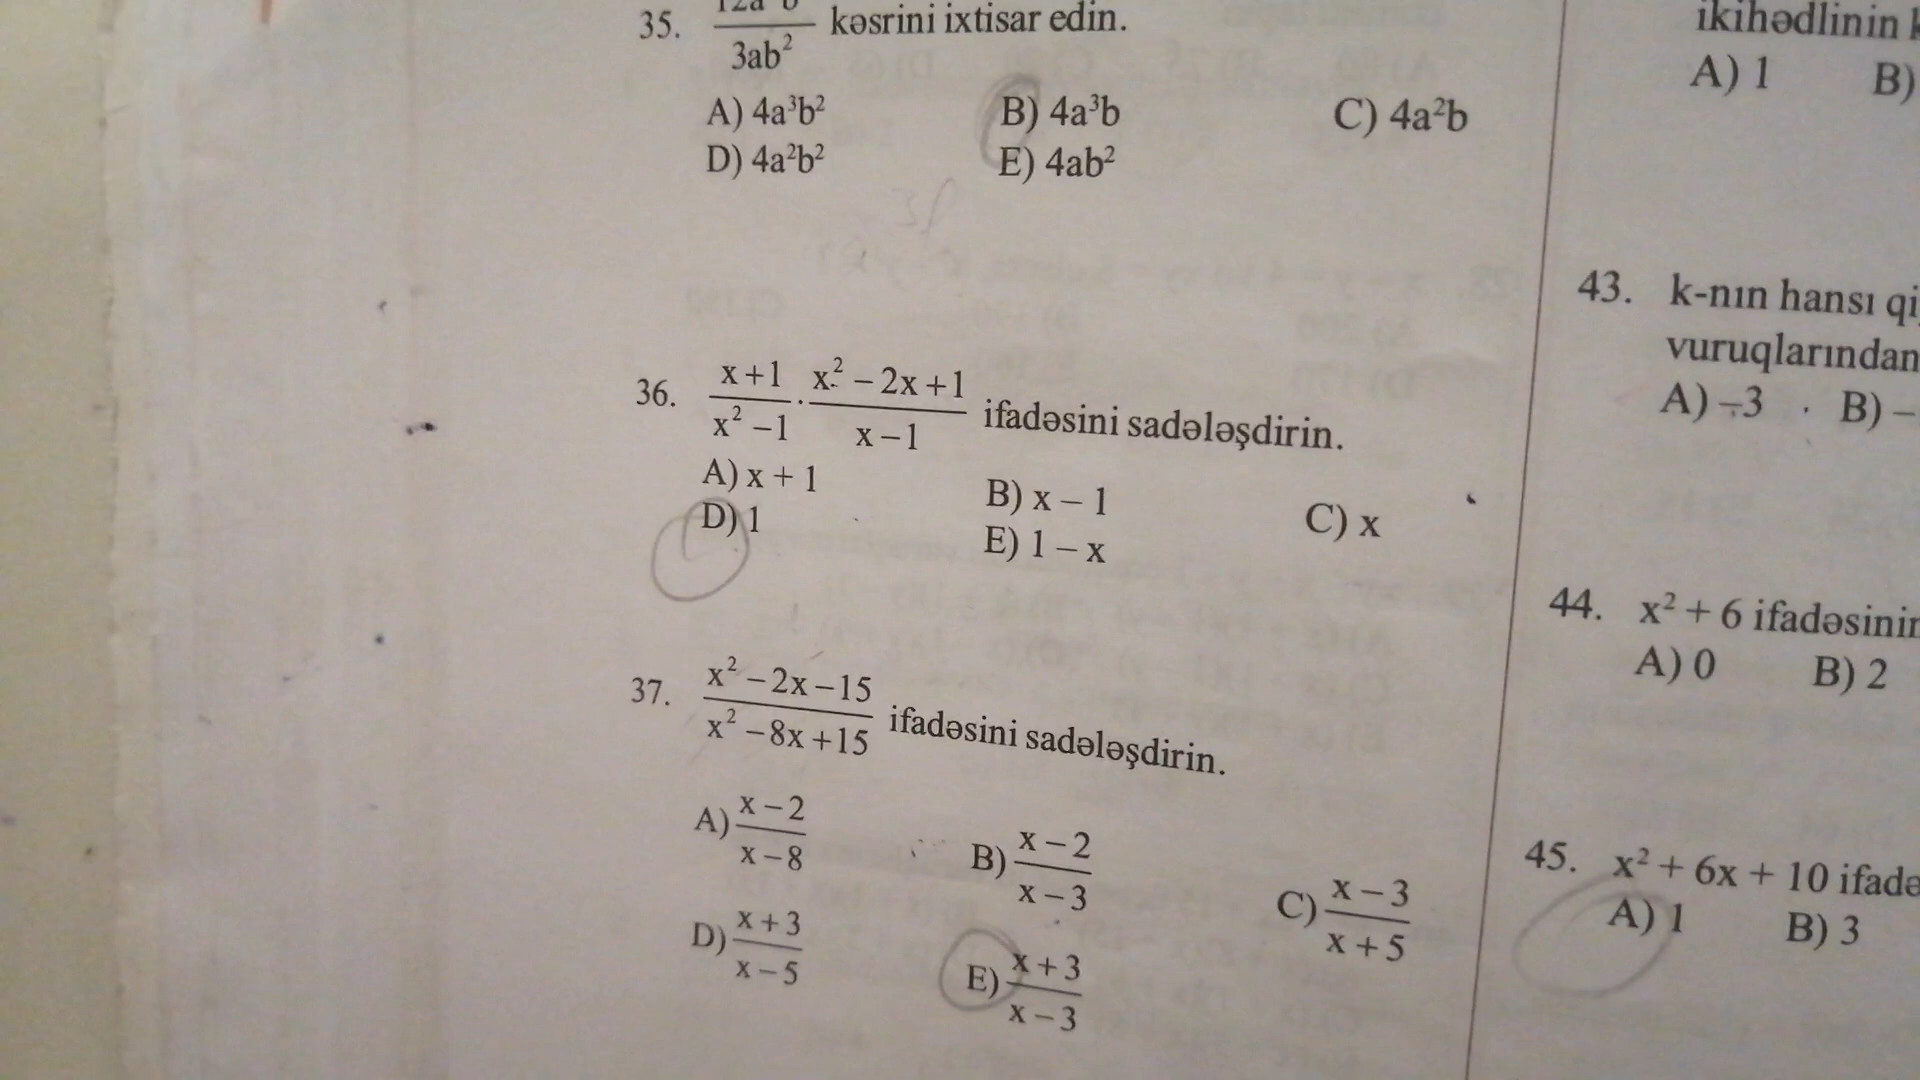 35. / 3ab² kəsrini ixtisar edin.
A) 4a³b² B) 4a³b C) 4a²b
D) 4a²b² E) 4ab²
36. x+1 / x²−1 · x²−2x+1 / x−1 ifadəsini sadələşdirin.
A) x + 1 B) x − 1 C) x
D) 1 E) 1 − x
37. x²−2x−15 / x²−8x+15 ifadəsini sadələşdirin.
A) x−2 / x−8 B) x−2 / x−3 C) x−3 / x+5
D) x+3 / x−5 E) x+3 / x−3
ikihədlinin
A) 1 B)
43. k-nın hansı
vuruqlarından
A) −3 B) −
44. x² + 6
A) 0 B) 2
45. x² + 6x + 10
A) 1 B) 3